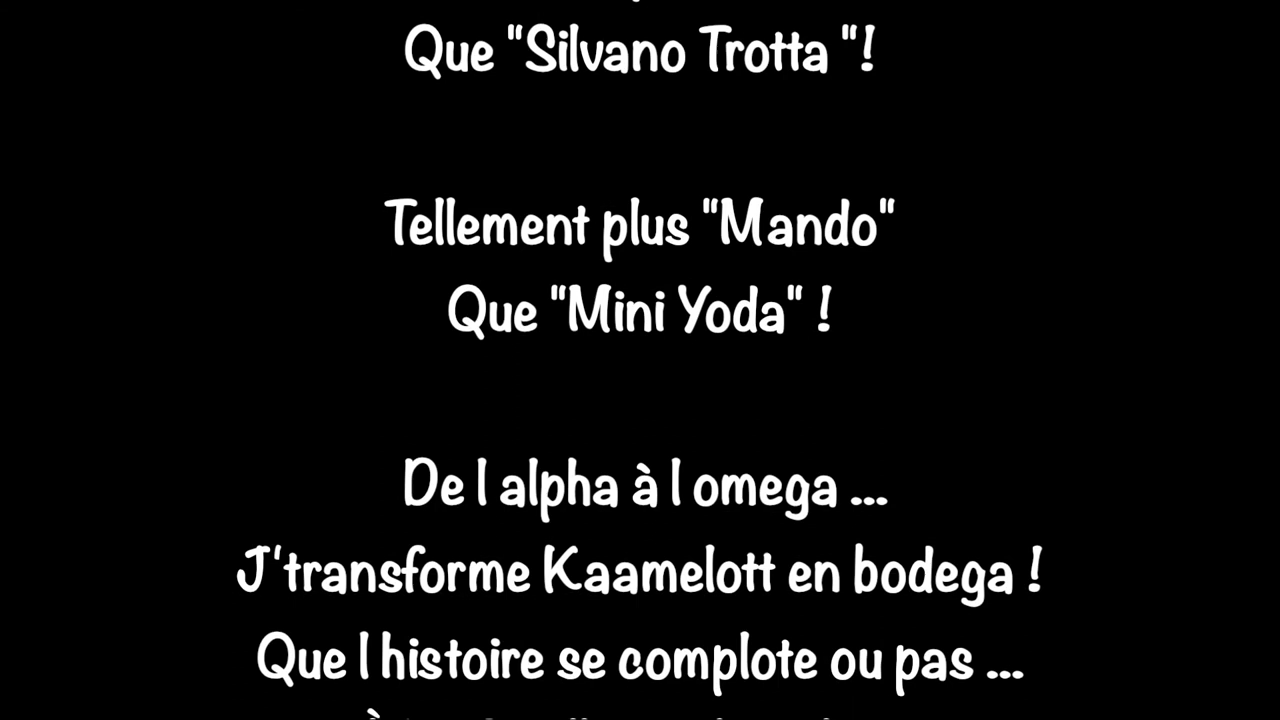 Que "Silvano Trotta "!
Tellement plus "Mando"
Que "Mini Yoda" !
De l alpha à l omega ...
J'transforme Kaamelott en bodega !
Que l histoire se complote ou pas ...